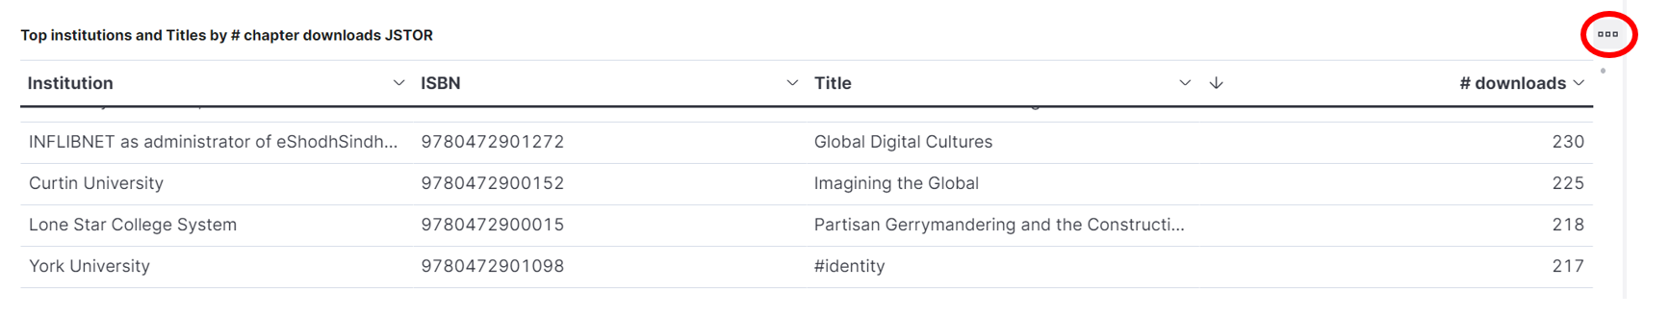 Top institutions and Titles by # chapter downloads JSTOR
Institution ISBN Title # downloads
INFLIBNET as administrator of eShodhSindh... 9780472901272 Global Digital Cultures 230
Curtin University 9780472900152 Imagining the Global 225
Lone Star College System 9780472900015 Partisan Gerrymandering and the Constructi... 218
York University 9780472901098 #identity 217